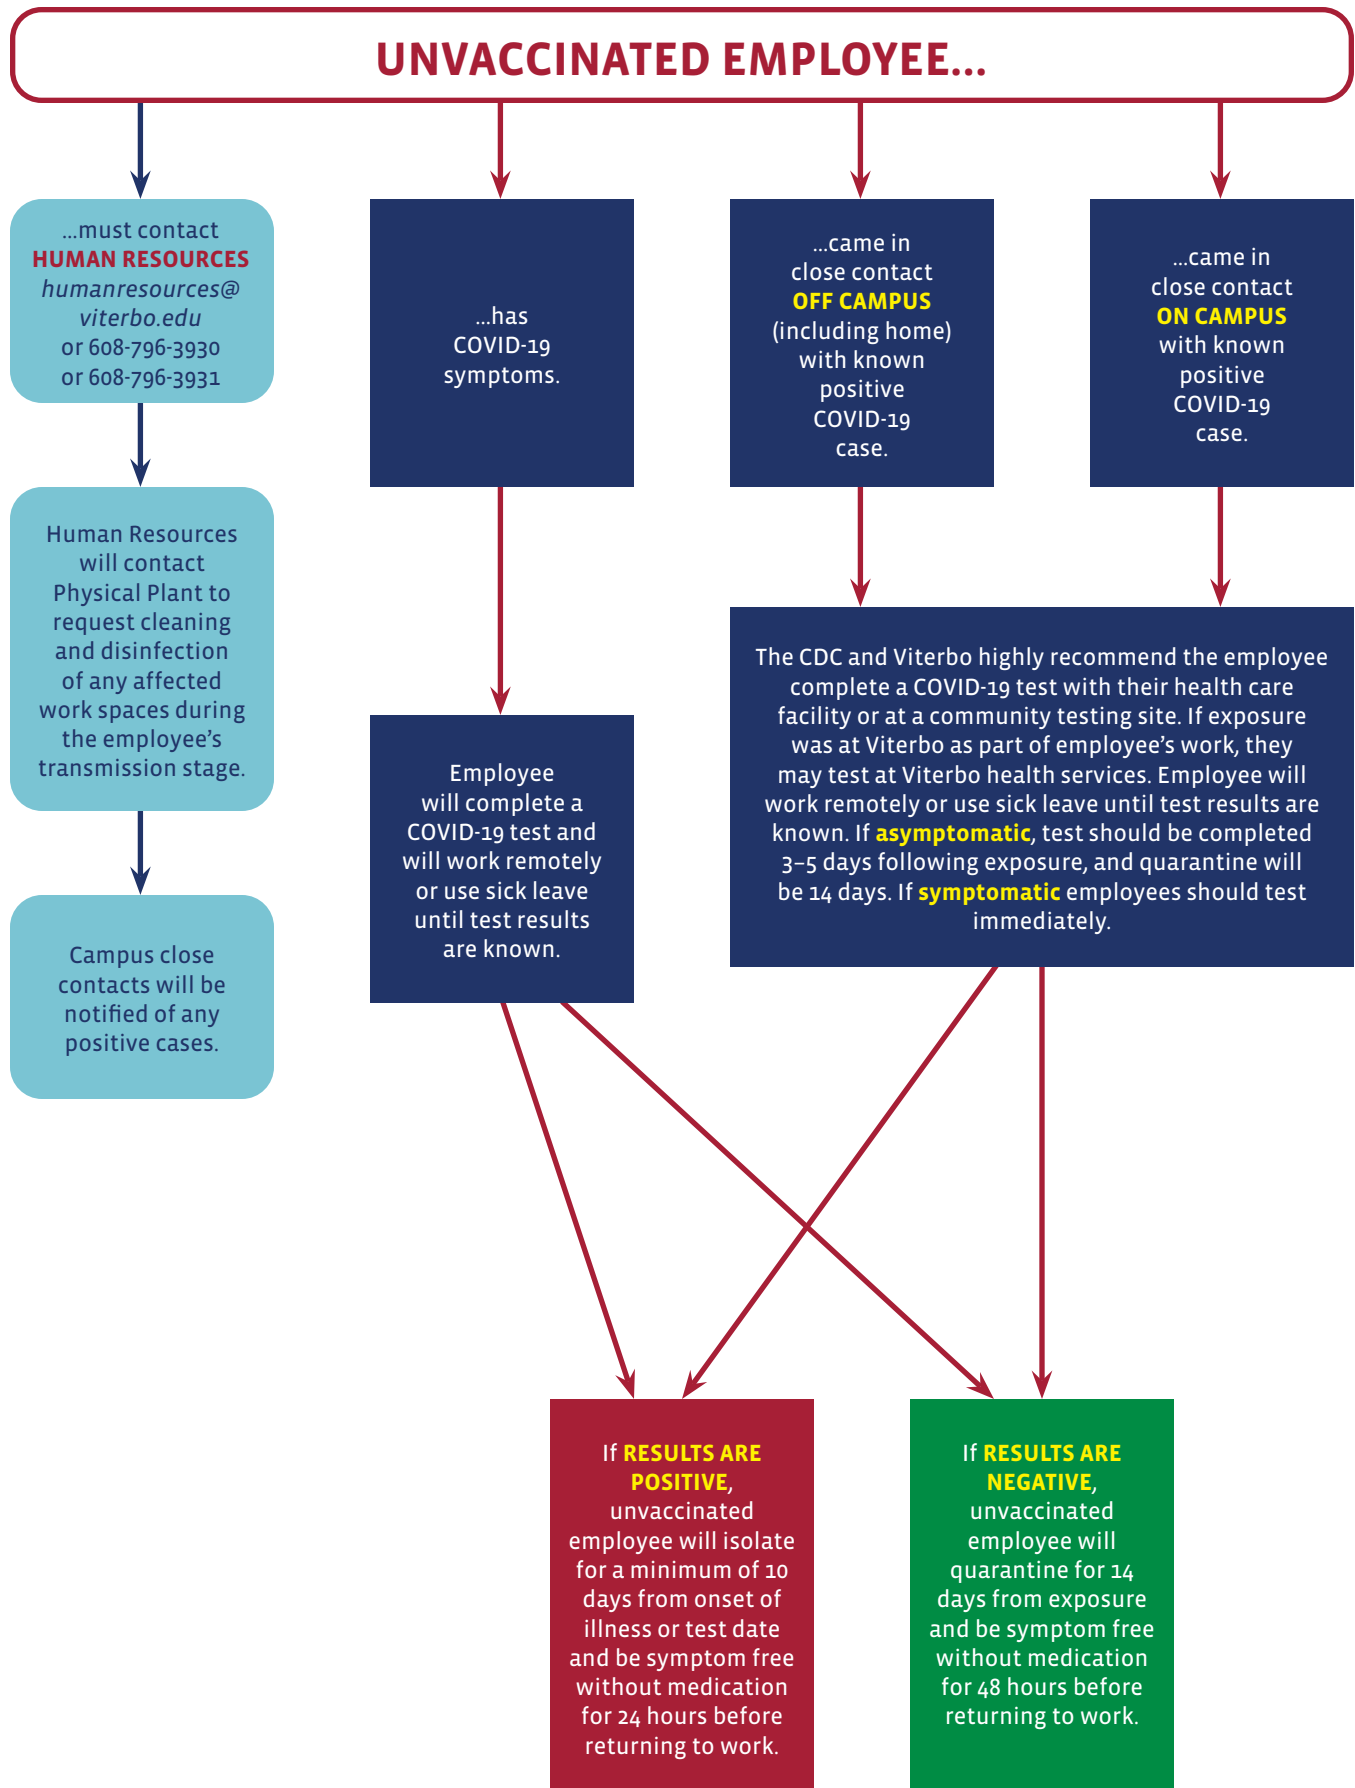 UNVACCINATED EMPLOYEE...
...must contact
HUMAN RESOURCES
humanresources@
viterbo.edu
or 608-796-3930
or 608-796-3931
Human Resources
will contact
Physical Plant to
request cleaning
and disinfection
of any affected
work spaces during
the employee’s
transmission stage.
Campus close
contacts will be
notified of any
positive cases.
...has
COVID-19
symptoms.
Employee
will complete a
COVID-19 test and
will work remotely
or use sick leave
until test results
are known.
...came in
close contact
OFF CAMPUS
(including home)
with known
positive
COVID-19
case.
...came in
close contact
ON CAMPUS
with known
positive
COVID-19
case.
The CDC and Viterbo highly recommend the employee
complete a COVID-19 test with their health care
facility or at a community testing site. If exposure
was at Viterbo as part of employee’s work, they
may test at Viterbo health services. Employee will
work remotely or use sick leave until test results are
known. If asymptomatic, test should be completed
3–5 days following exposure, and quarantine will
be 14 days. If symptomatic employees should test
immediately.
If RESULTS ARE
POSITIVE,
unvaccinated
employee will isolate
for a minimum of 10
days from onset of
illness or test date
and be symptom free
without medication
for 24 hours before
returning to work.
If RESULTS ARE
NEGATIVE,
unvaccinated
employee will
quarantine for 14
days from exposure
and be symptom free
without medication
for 48 hours before
returning to work.